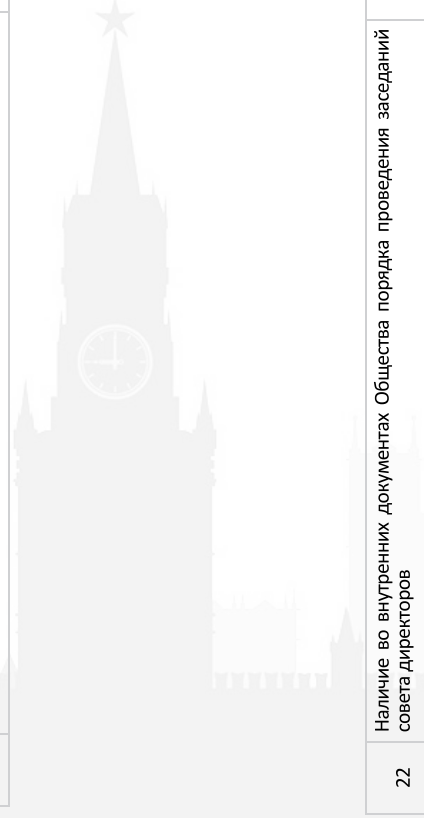 22
Наличие во внутренних документах Общества порядка проведения заседаний
совета директоров